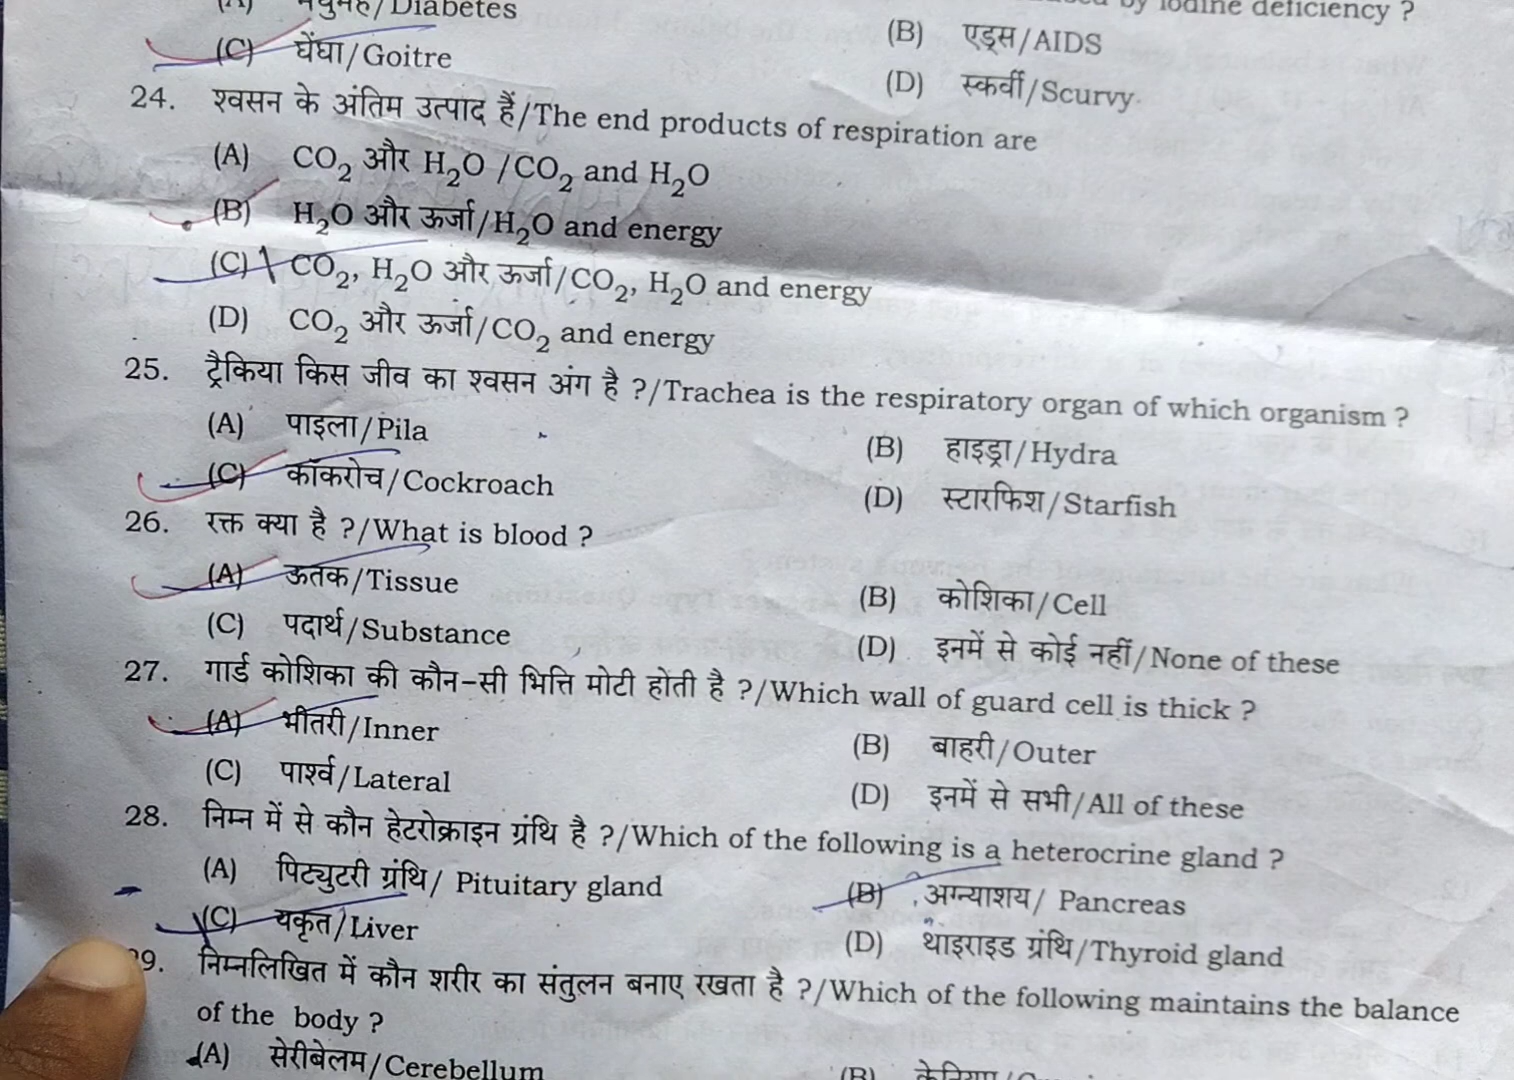 Diabetes
by iodine deficiency ?
(C) घेंघा/Goitre
(B) एड्स/AIDS
(D) स्कर्वी/Scurvy
24. श्वसन के अंतिम उत्पाद हैं/The end products of respiration are
(A) CO2 और H2O /CO2 and H2O
(B) H2O और ऊर्जा/H2O and energy
(C) CO2, H2O और ऊर्जा/CO2, H2O and energy
(D) CO2 और ऊर्जा/CO2 and energy
25. ट्रैकिया किस जीव का श्वसन अंग है ?/Trachea is the respiratory organ of which organism ?
(A) पाइला/Pila
(B) हाइड्रा/Hydra
(C) कॉकरोच/Cockroach
(D) स्टारफिश/Starfish
26. रक्त क्या है ?/What is blood ?
(A) ऊतक/Tissue
(B) कोशिका/Cell
(C) पदार्थ/Substance
(D) इनमें से कोई नहीं/None of these
27. गार्ड कोशिका की कौन-सी भित्ति मोटी होती है ?/Which wall of guard cell is thick ?
(A) भीतरी/Inner
(B) बाहरी/Outer
(C) पार्श्व/Lateral
(D) इनमें से सभी/All of these
28. निम्न में से कौन हेटरोक्राइन ग्रंथि है ?/Which of the following is a heterocrine gland ?
(A) पिट्युटरी ग्रंथि/ Pituitary gland
(B) अग्न्याशय/ Pancreas
(C) यकृत/Liver
(D) थाइराइड ग्रंथि/Thyroid gland
29. निम्नलिखित में कौन शरीर का संतुलन बनाए रखता है ?/Which of the following maintains the balance
of the body ?
(A) सेरीबेलम/Cerebellum
(B)